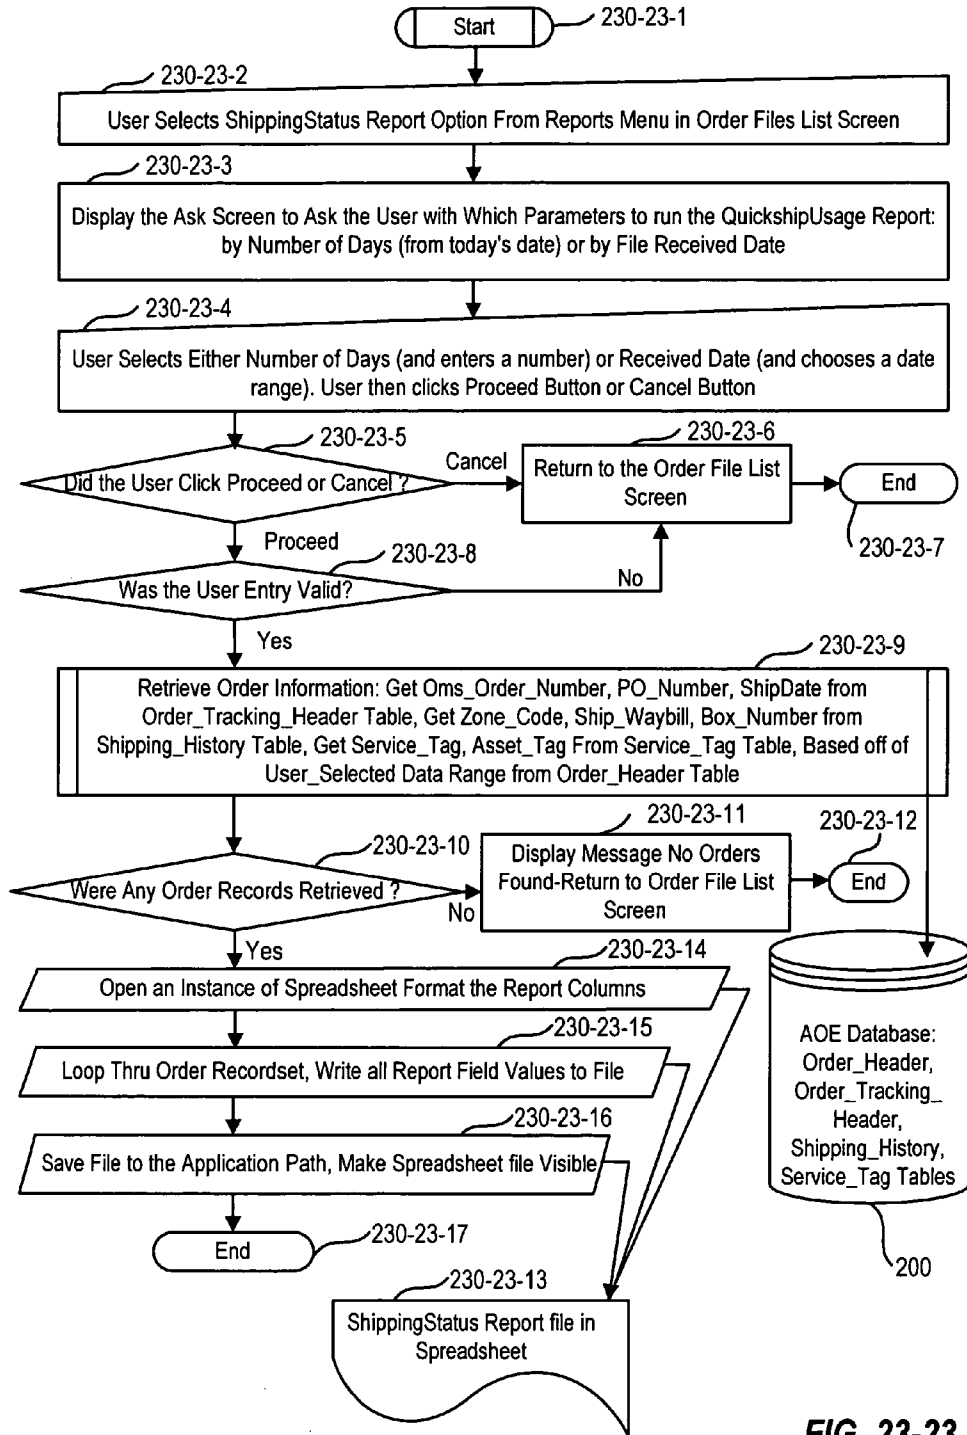 Start
230-23-1
230-23-2
User Selects ShippingStatus Report Option From Reports Menu in Order Files List Screen
230-23-3
Display the Ask Screen to Ask the User with Which Parameters to run the QuickshipUsage Report:
by Number of Days (from today's date) or by File Received Date
230-23-4
User Selects Either Number of Days (and enters a number) or Received Date (and chooses a date
range). User then clicks Proceed Button or Cancel Button
230-23-5
Did the User Click Proceed or Cancel ?
Cancel
230-23-6
Return to the Order File List
Screen
End
230-23-7
Proceed
230-23-8
Was the User Entry Valid?
No
Yes
230-23-9
Retrieve Order Information: Get Oms_Order_Number, PO_Number, ShipDate from
Order_Tracking_Header Table, Get Zone_Code, Ship_Waybill, Box_Number from
Shipping_History Table, Get Service_Tag, Asset_Tag From Service_Tag Table, Based off of
User_Selected Data Range from Order_Header Table
230-23-10
Were Any Order Records Retrieved ?
No
230-23-11
Display Message No Orders
Found-Return to Order File List
Screen
230-23-12
End
Yes
230-23-14
Open an Instance of Spreadsheet Format the Report Columns
230-23-15
Loop Thru Order Recordset, Write all Report Field Values to File
230-23-16
Save File to the Application Path, Make Spreadsheet file Visible
End
230-23-17
AOE Database:
Order_Header,
Order_Tracking_
Header,
Shipping_History,
Service_Tag Tables
200
230-23-13
ShippingStatus Report file in
Spreadsheet
FIG. 23-23